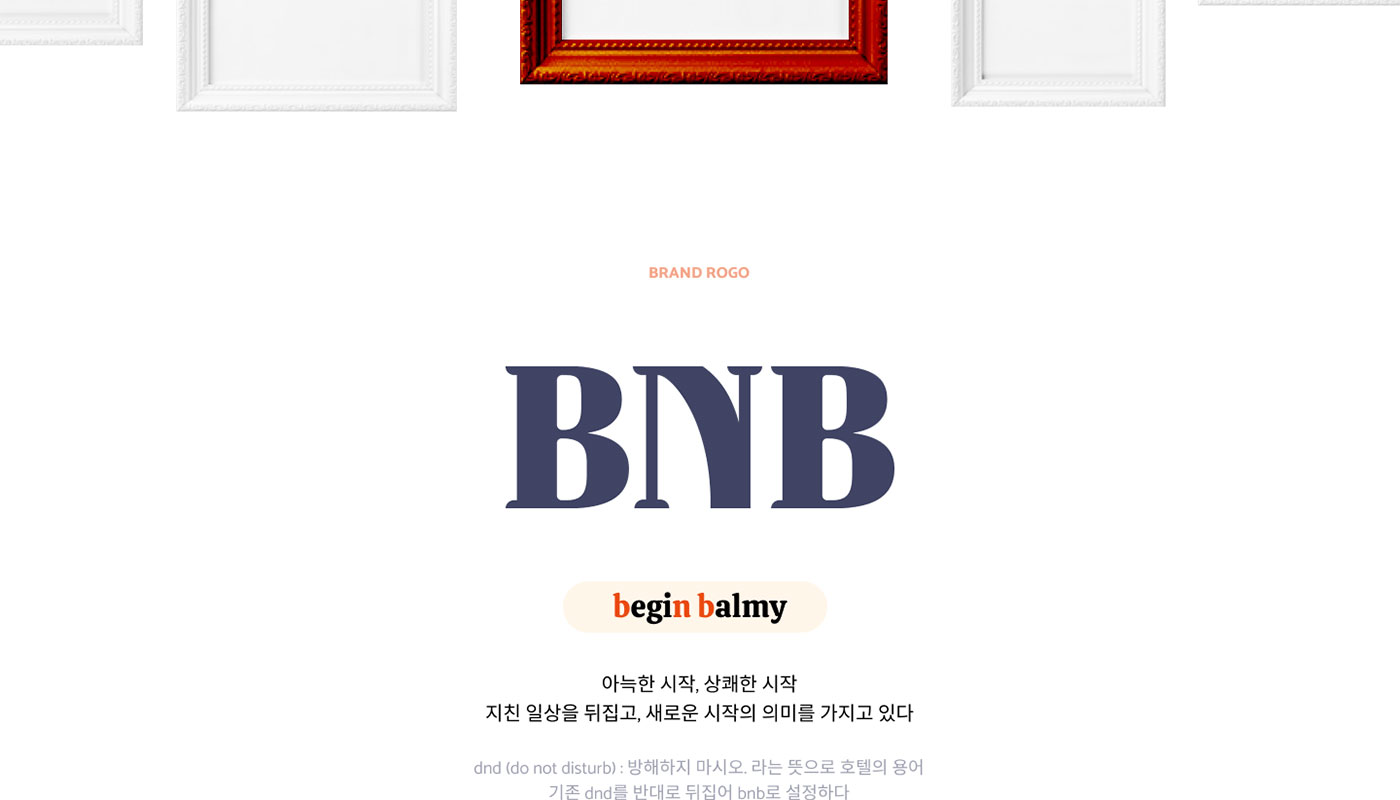 BRAND ROGO
BNB
begin balmy
아늑한 시작, 상쾌한 시작
지친 일상을 뒤집고, 새로운 시작의 의미를 가지고 있다
dnd (do not disturb) : 방해하지 마시오. 라는 뜻으로 호텔의 용어
기존 dnd를 반대로 뒤집어 bnb로 설정하다